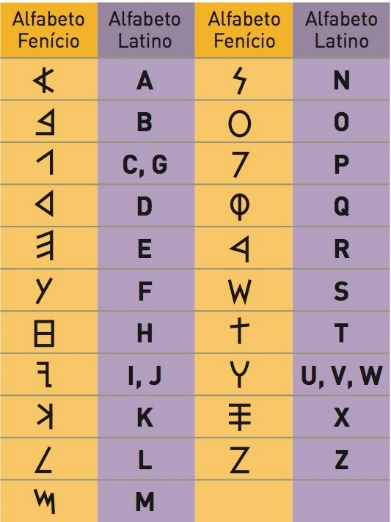 Alfabeto Alfabeto Alfabeto Alfabeto
Fenício Latino Fenício Latino
𐤀 A 𐤍 N
𐤁 B 𐤏 O
𐤂 C, G 𐤐 P
𐤃 D 𐤒 Q
𐤄 E 𐤓 R
𐤅 F 𐤔 S
𐤇 H 𐤕 T
𐤉 I, J 𐤅 U, V, W
𐤊 K 𐤎 X
𐤋 L 𐤆 Z
𐤌 M